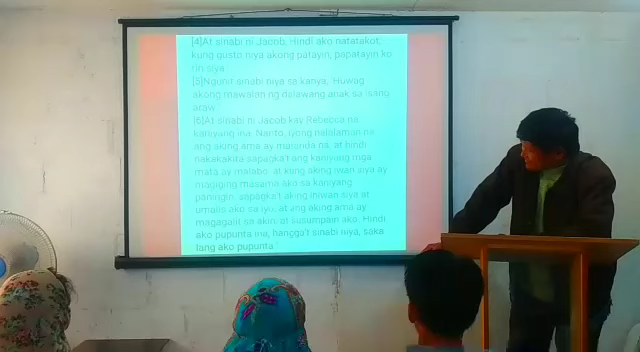 [4]At sinabi ni Jacob, Hindi ako natatakot,
kung gusto niya akong patayin, papatayin ko
rin siya
[5]Ngunit sinabi niya sa kanya, 'Huwag
akong mawalan ng dalawang anak sa isang
araw.'
[6]At sinabi ni Jacob kay Rebecca na
kaniyang ina, Nanto, iyong nalalaman na
ang aking ama ay matanda na, at hindi
nakakakita sapagka't ang kaniyang mga
mata ay malabo, at kung aking iwan siya ay
magiging masama ako sa kaniyang
paningin, sapagka't aking iniwan siya at
umalis ako sa iyo, at ang aking ama ay
magagalit sa akin, at susumpain ako. Hindi
ako pupunta ina, hangga't sinabi niya, saka
lang ako pupunta.'